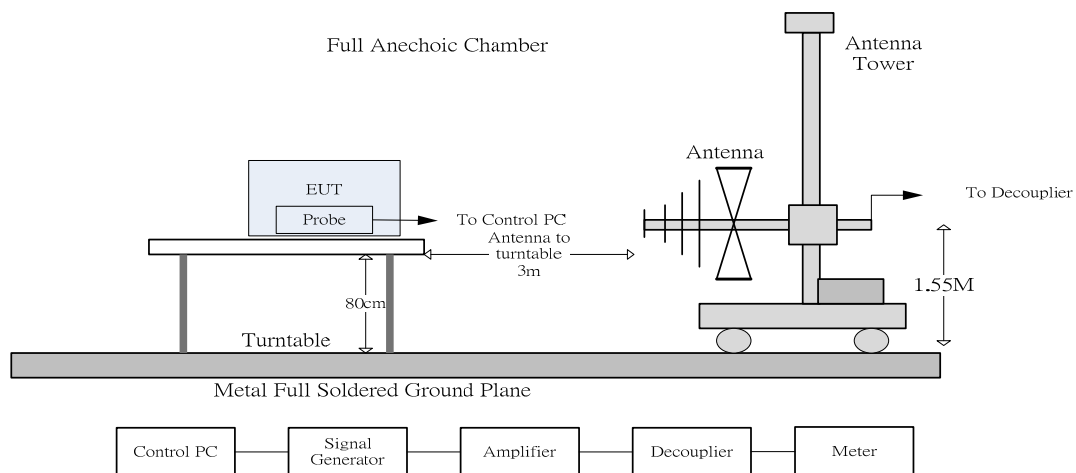 Full Anechoic Chamber
Antenna
Tower
Antenna
EUT
Probe
To Control PC
To Decouplier
Antenna to
turntable
3m
80cm
1.55M
Turntable
Metal Full Soldered Ground Plane
Control PC
Signal
Generator
Amplifier
Decouplier
Meter